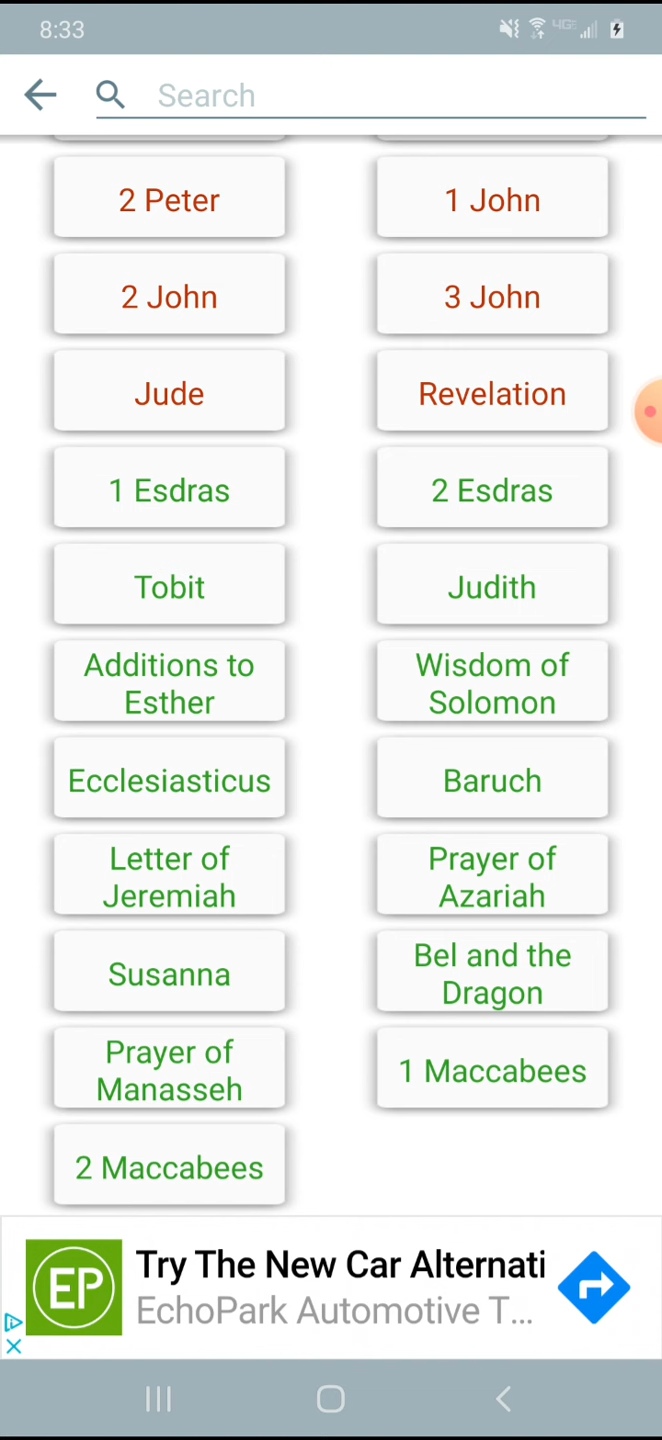 8:33
4GE
Search
2 Peter
1 John
2 John
3 John
Jude
Revelation
1 Esdras
2 Esdras
Tobit
Judith
Additions to
Esther
Wisdom of
Solomon
Ecclesiasticus
Baruch
Letter of
Jeremiah
Prayer of
Azariah
Susanna
Bel and the
Dragon
Prayer of
Manasseh
1 Maccabees
2 Maccabees
EP
Try The New Car Alternati
EchoPark Automotive T...